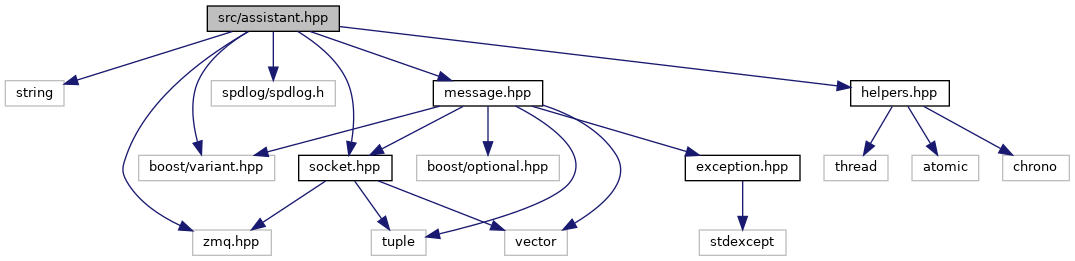 src/assistant.hpp
string
spdlog/spdlog.h
message.hpp
helpers.hpp
boost/variant.hpp
socket.hpp
boost/optional.hpp
exception.hpp
thread
atomic
chrono
zmq.hpp
tuple
vector
stdexcept